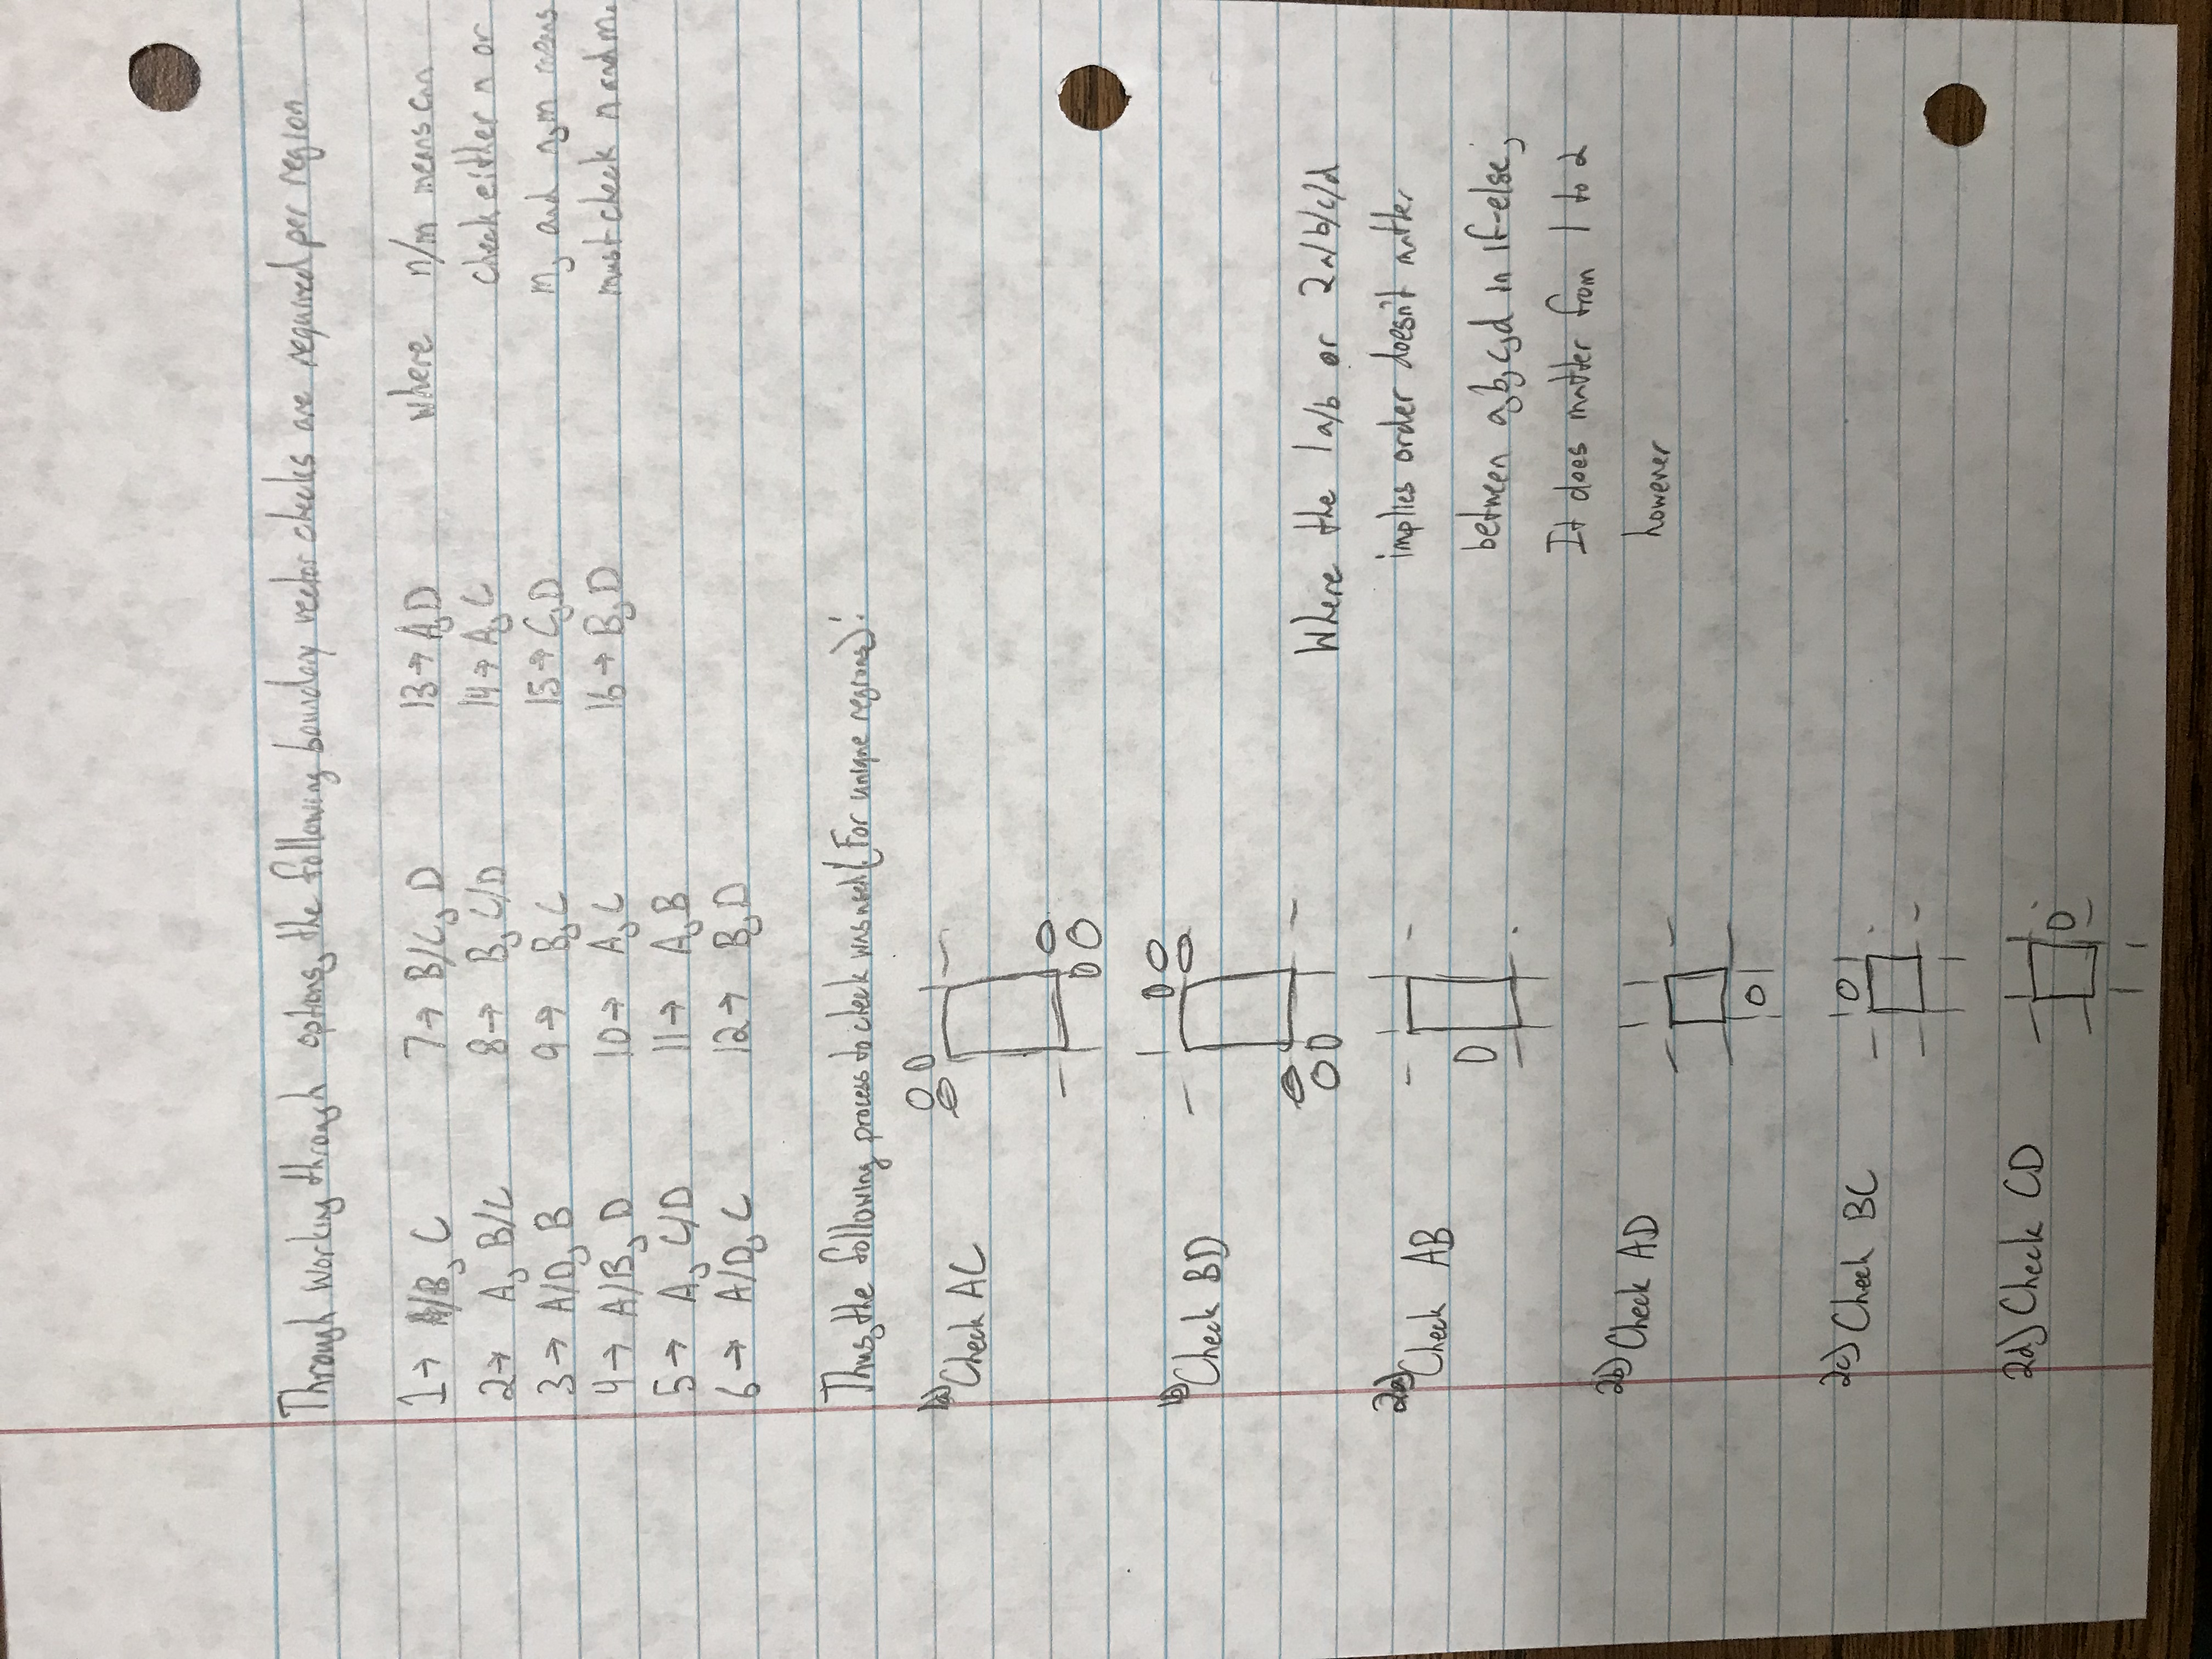 Through working through options, the following boundary vector checks are required per region
1→ A/B, C 7→ B/C, D 13→ A,D where n/m means can
2→ A, B/C 8→ B, C/D 14→ A,C check either n or
3→ A/D, B 9→ B,C 15→ C,D m, and n,m means
4→ A/B, D 10→ A,C 16→ B,D must check n and m.
5→ A, C/D 11→ A,B
6→ A/D, C 12→ B,D
Thus, the following process to check was used (For unique regions):
1a) Check AC
1b) Check BD
Where the 1a/b or 2a/b/c/d
2a) Check AB
implies order doesn't matter
between a,b,c,d in if-else;
It does matter from 1 to 2
2b) Check AD
however
2c) Check BC
2d) Check CD